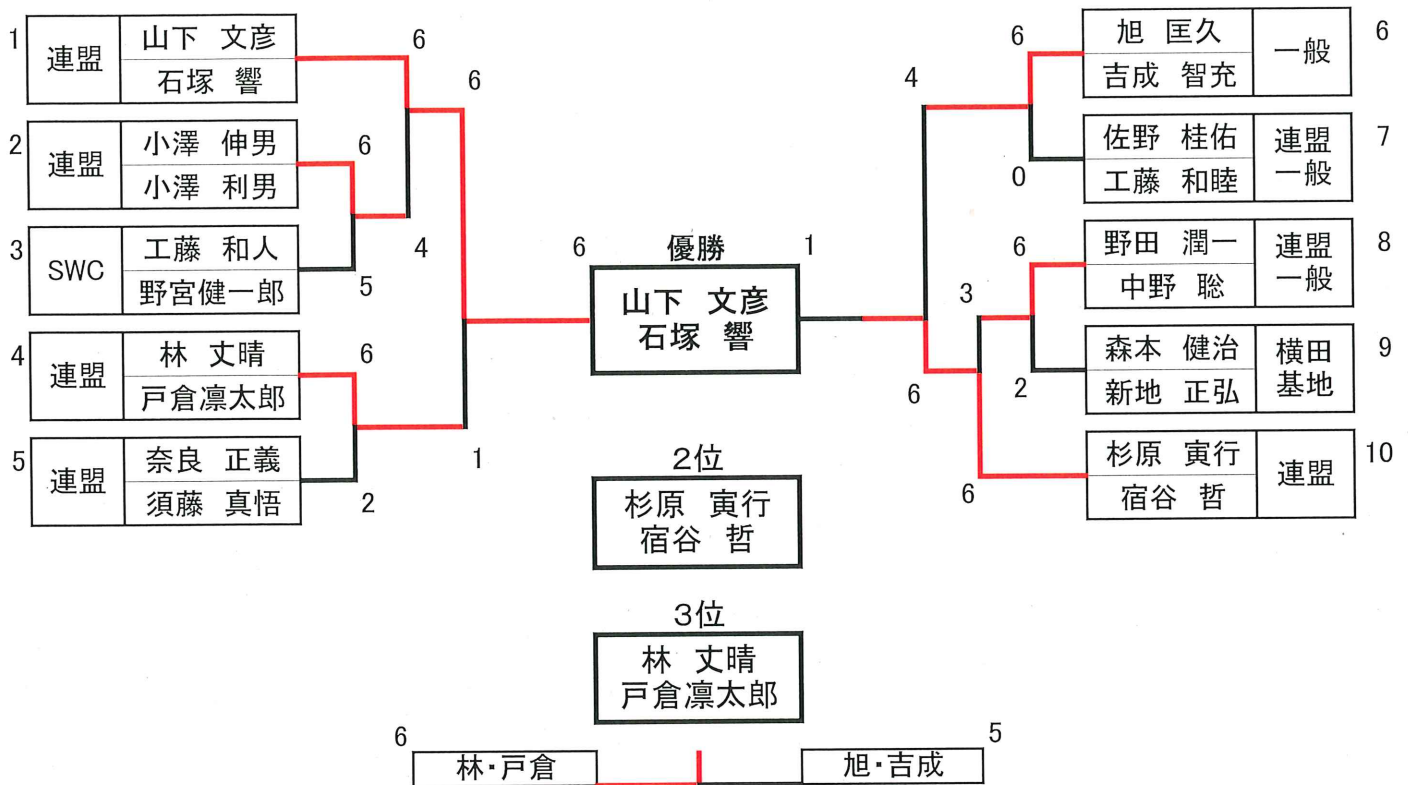 1
連盟
山下 文彦
石塚 響
6
2
連盟
小澤 伸男
小澤 利男
6
6
3
SWC
工藤 和人
野宮健一郎
5
4
4
連盟
林 丈晴
戸倉凛太郎
6
5
連盟
奈良 正義
須藤 真悟
2
1
6
優勝
1
山下 文彦
石塚 響
2位
杉原 寅行
宿谷 哲
3位
林 丈晴
戸倉凛太郎
6
林・戸倉
旭・吉成
5
4
6
旭 匡久
吉成 智充
一般
6
0
佐野 桂佑
工藤 和睦
連盟
一般
7
6
野田 潤一
中野 聡
連盟
一般
8
3
2
森本 健治
新地 正弘
横田
基地
9
6
6
杉原 寅行
宿谷 哲
連盟
10